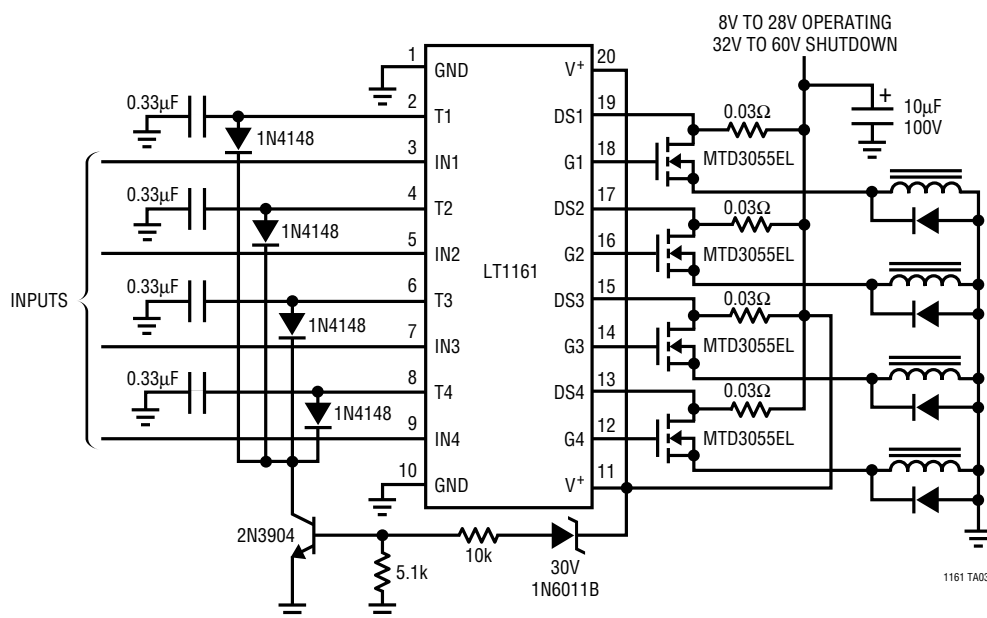 8V TO 28V OPERATING
32V TO 60V SHUTDOWN
1
GND
20
V+
+
10µF
100V
0.33µF
2
T1
19
DS1
0.03Ω
1N4148
3
IN1
18
G1
MTD3055EL
0.33µF
4
T2
17
DS2
0.03Ω
1N4148
5
IN2
16
G2
MTD3055EL
LT1161
INPUTS
0.33µF
6
T3
15
DS3
0.03Ω
1N4148
7
IN3
14
G3
MTD3055EL
0.33µF
8
T4
13
DS4
0.03Ω
1N4148
9
IN4
12
G4
MTD3055EL
10
GND
11
V+
2N3904
10k
5.1k
30V
1N6011B
1161 TA03